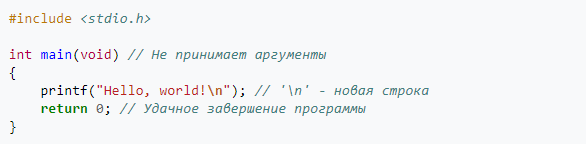 #include <stdio.h>
int main(void) // Не принимает аргументы
{
    printf("Hello, world!\n"); // '\n' - новая строка
    return 0; // Удачное завершение программы
}